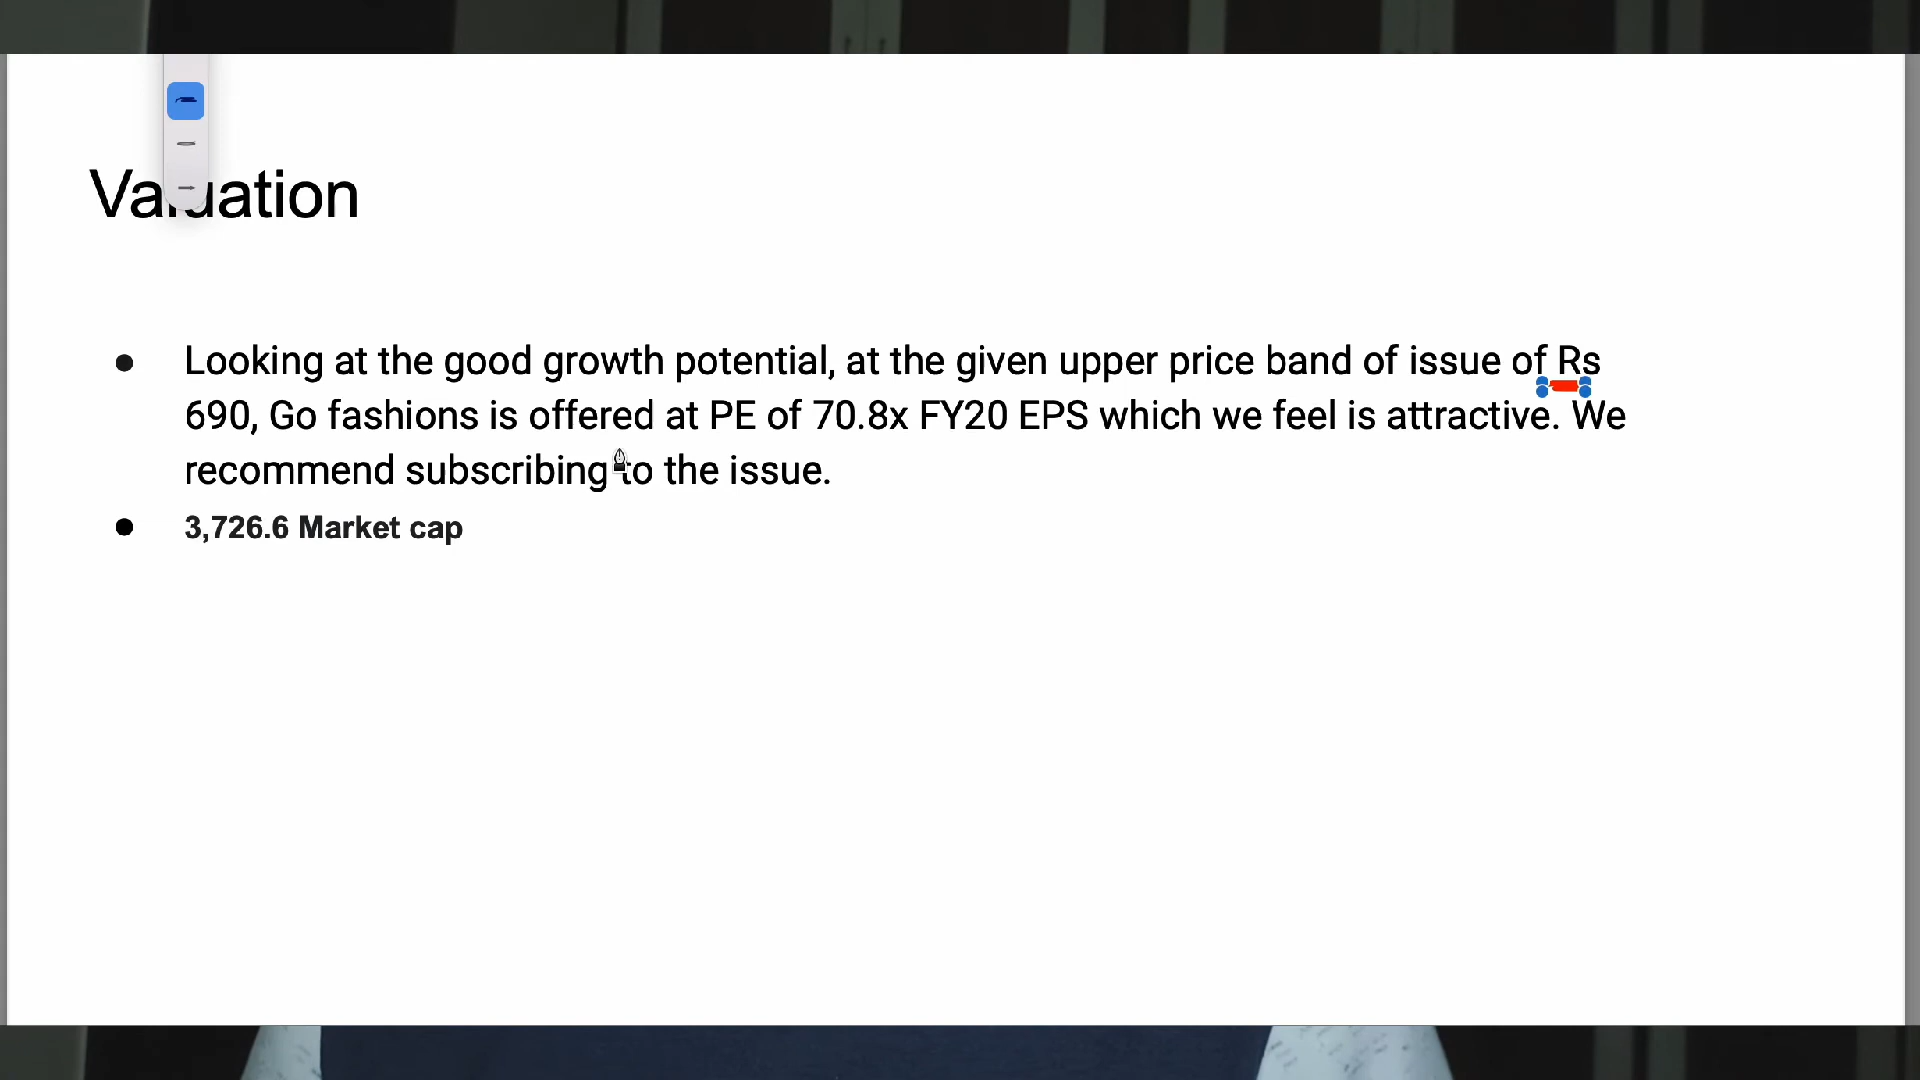 Valuation
Looking at the good growth potential, at the given upper price band of issue of Rs
690, Go fashions is offered at PE of 70.8x FY20 EPS which we feel is attractive. We
recommend subscribing to the issue.
3,726.6 Market cap